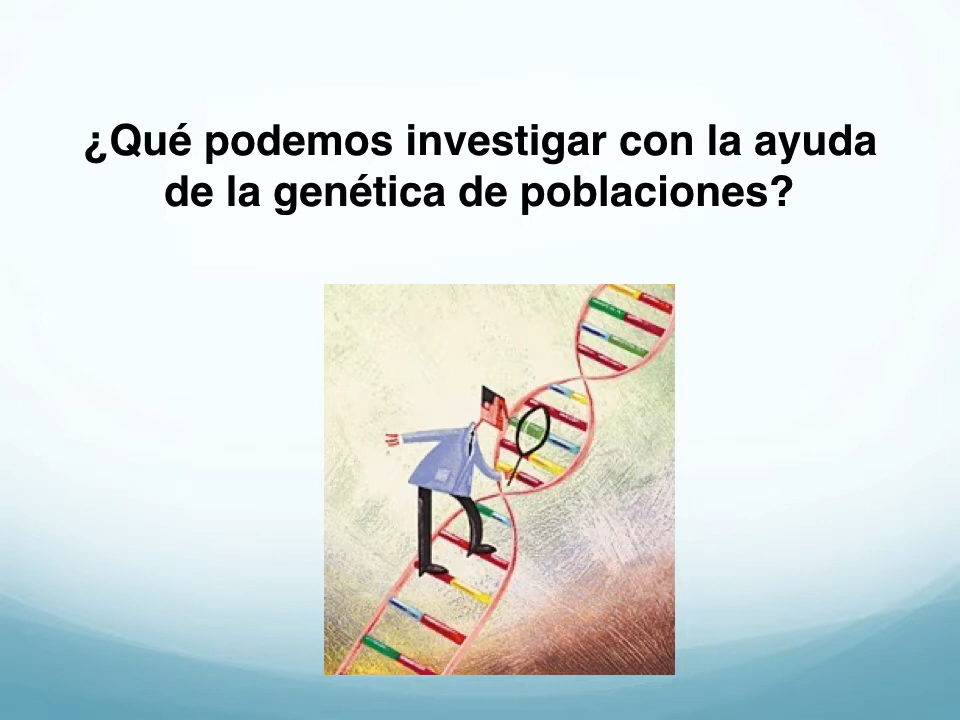 ¿Qué podemos investigar con la ayuda
de la genética de poblaciones?